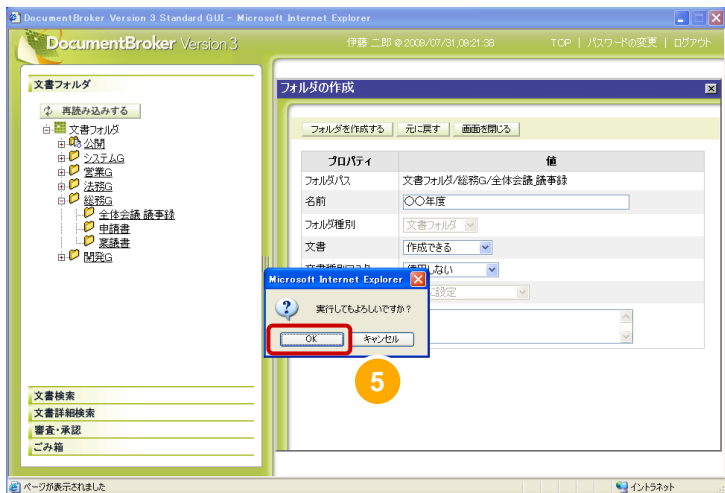 DocumentBroker Version 3 Standard GUI - Microsoft Internet Explorer
DocumentBroker Version 3
伊藤 二郎 @ 2009/07/31,09:21:38
TOP | パスワードの変更 | ログアウト
文書フォルダ
再読み込みする
文書フォルダ
公開
システムG
営業G
法務G
総務G
全体会議_議事録
申請書
稟議書
開発G
文書検索
文書詳細検索
審査・承認
ごみ箱
フォルダの作成
フォルダを作成する 元に戻す 画面を閉じる
プロパティ 値
フォルダパス 文書フォルダ/総務G/全体会議_議事録
名前 〇〇年度
フォルダ種別 文書フォルダ
文書 作成できる
使用しない
に設定
Microsoft Internet Explorer
実行してもよろしいですか?
OK キャンセル
5
ページが表示されました
イントラネット